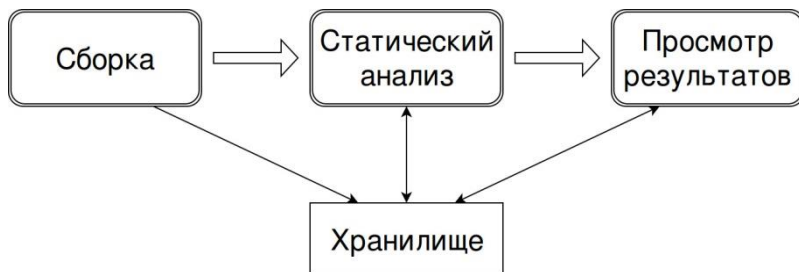 Сборка
Статический
анализ
Просмотр
результатов
Хранилище